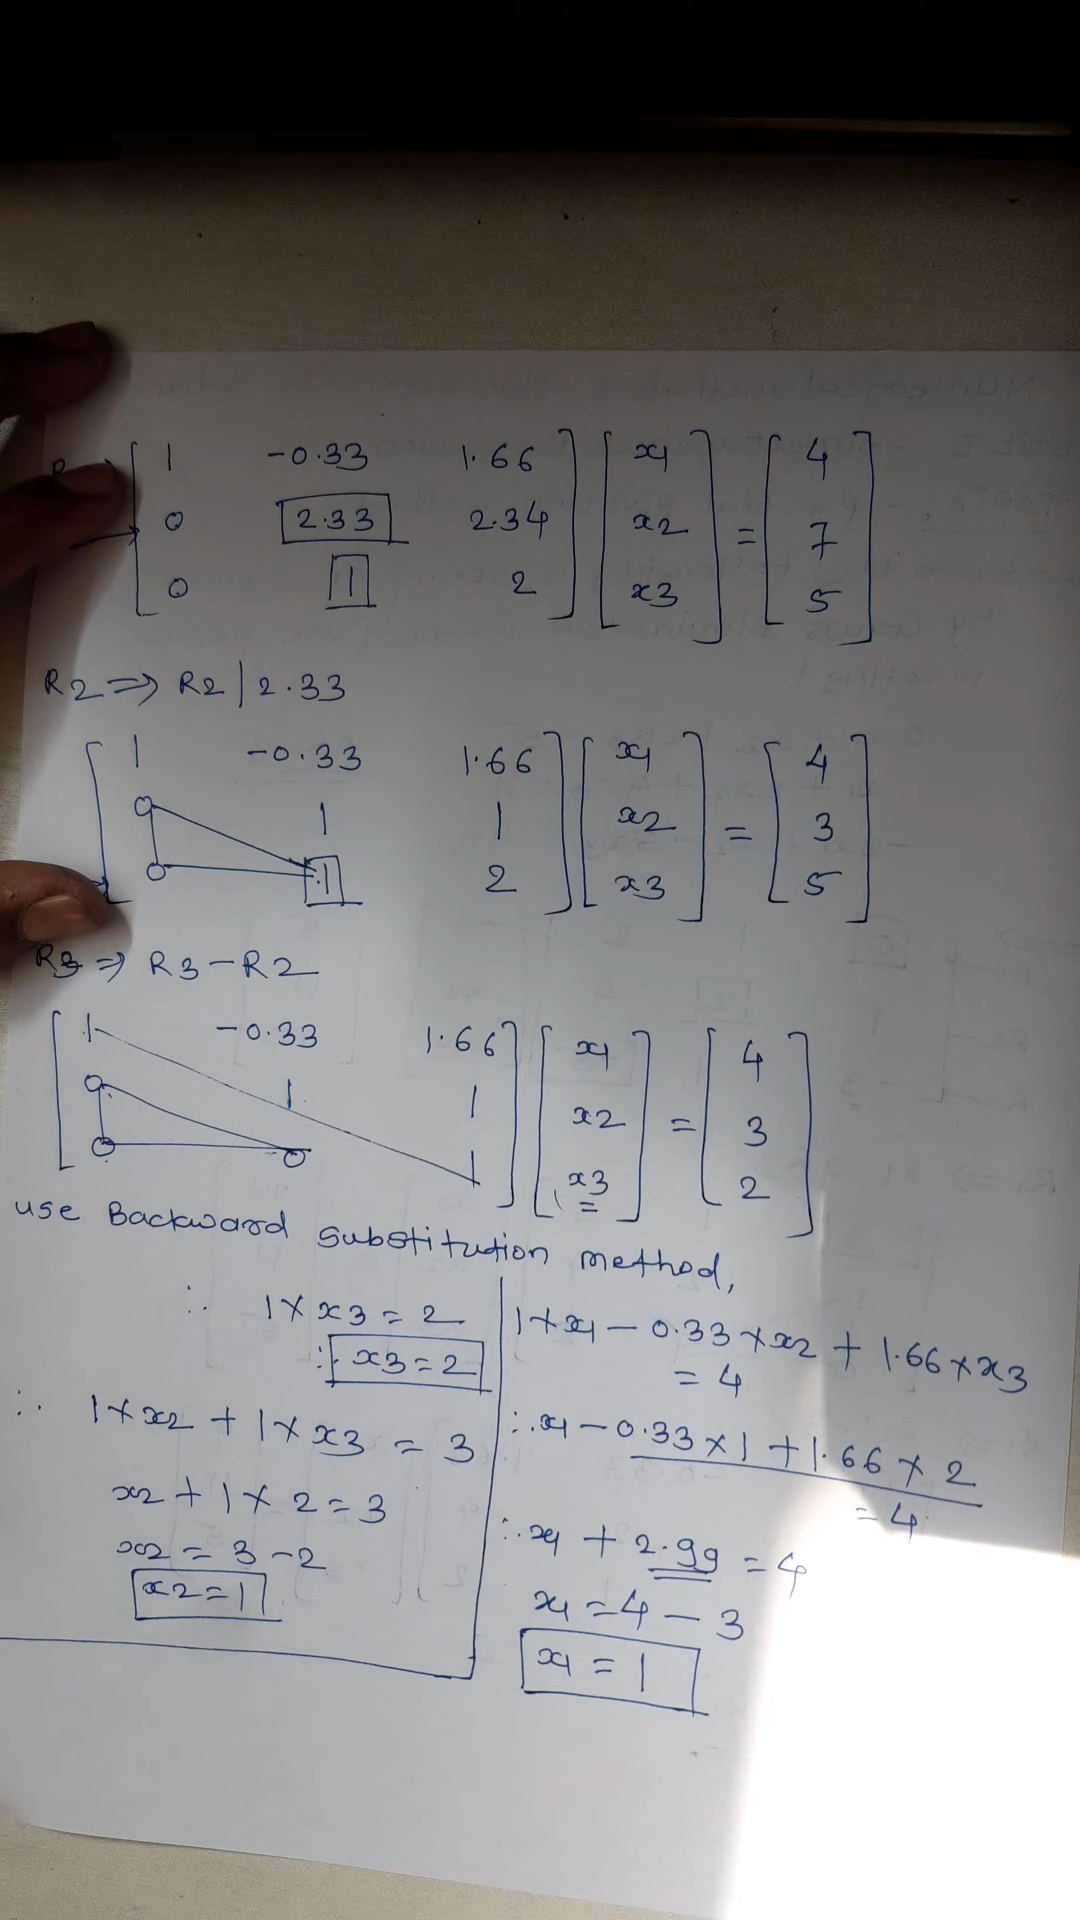 1 -0.33 1.66 x1 4
0 2.33 2.34 x2 = 7
0 1 2 x3 5
R2 => R2 | 2.33
1 -0.33 1.66 x1 4
0 1 1 x2 = 3
0 1 2 x3 5
R3 => R3 - R2
1 -0.33 1.66 x1 4
0 1 1 x2 = 3
0 0 1 x3 2
use Backward substitution method,
∴ 1 × x3 = 2
∴ x3 = 2
∴ 1 × x2 + 1 × x3 = 3
x2 + 1 × 2 = 3
x2 = 3 - 2
x2 = 1
1 × x1 - 0.33 × x2 + 1.66 × x3
= 4
∴ x1 - 0.33 × 1 + 1.66 × 2
= 4
∴ x1 + 2.99 = 4
x1 = 4 - 3
x1 = 1